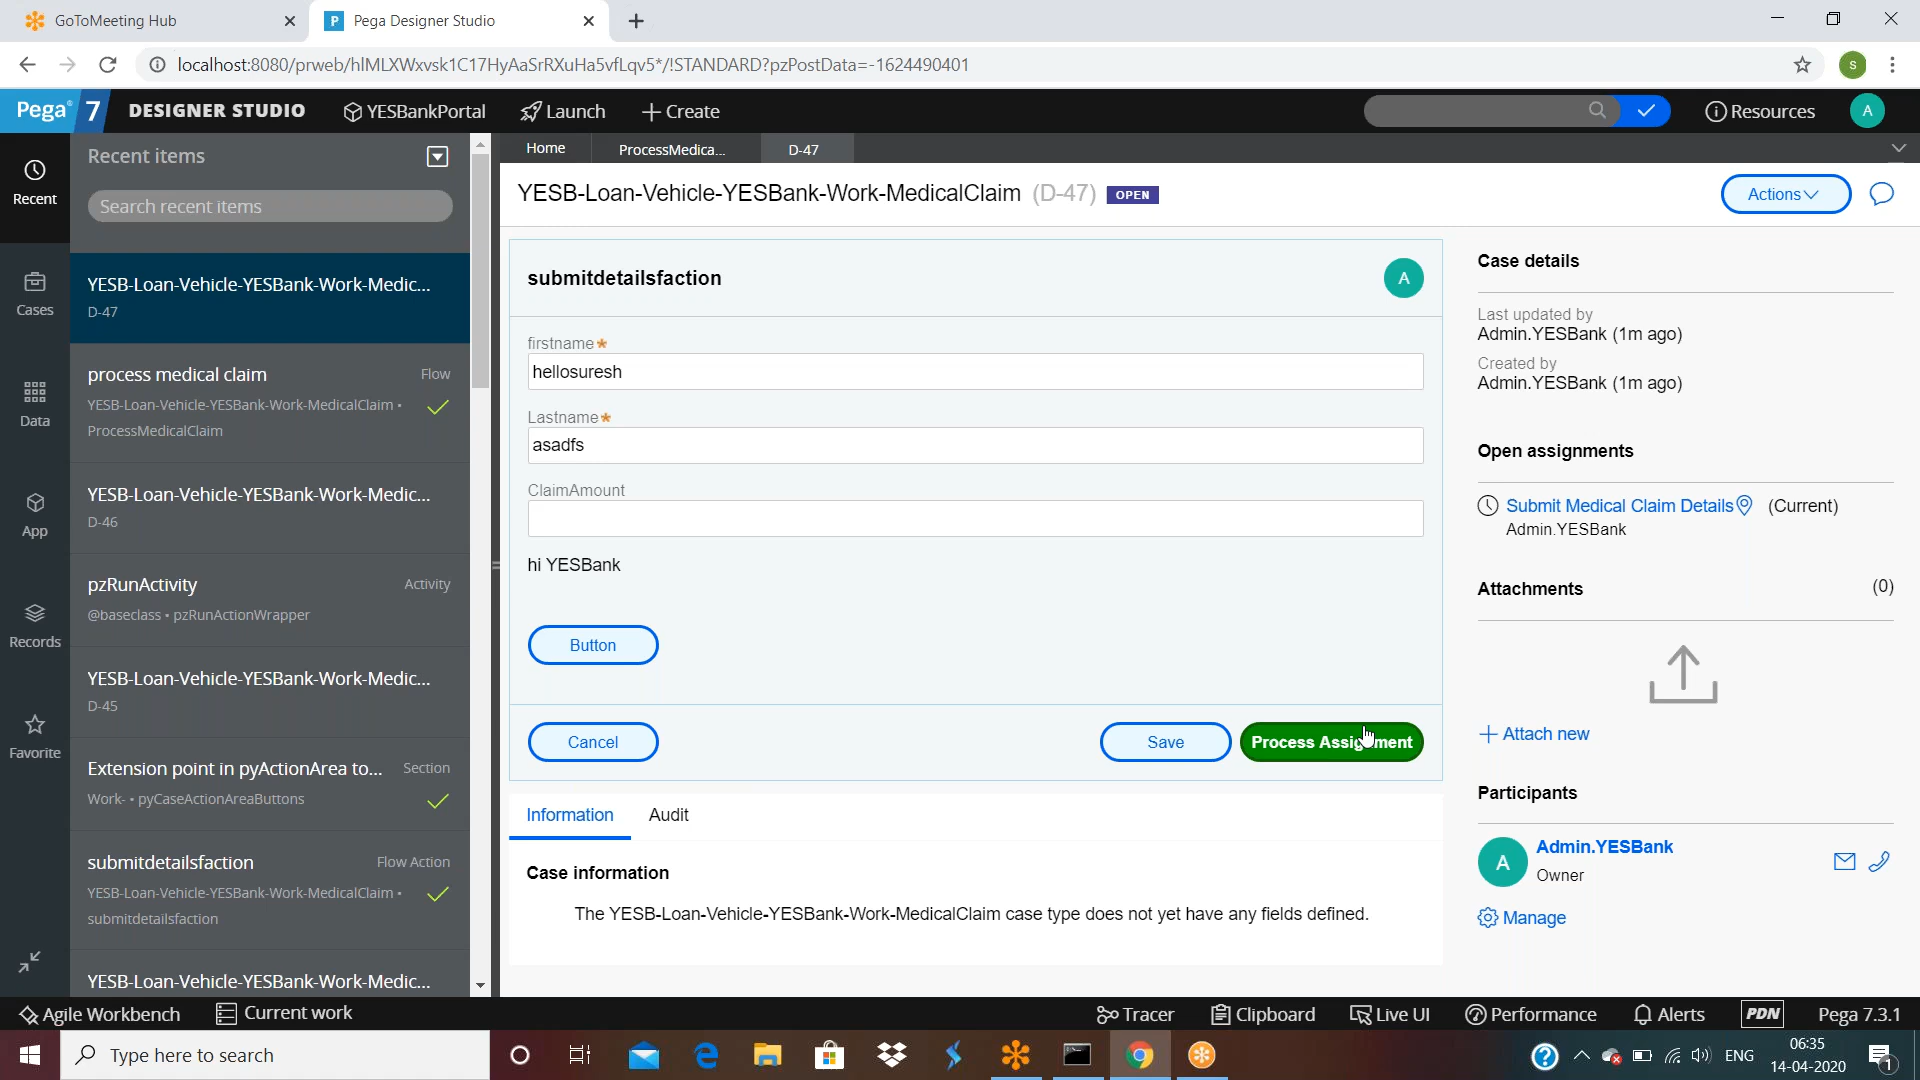 GoToMeeting Hub
Pega Designer Studio
localhost:8080/prweb/hIMLXWxvsk1C17HyAaSrRXuHa5vfLqv5*/!STANDARD?pzPostData=-1624490401
S
Pega 7 DESIGNER STUDIO YESBankPortal Launch Create Resources A
Recent items
Search recent items
Recent
Cases
Data
App
Records
Favorite
YESB-Loan-Vehicle-YESBank-Work-Medic...
D-47
process medical claim Flow
YESB-Loan-Vehicle-YESBank-Work-MedicalClaim •
ProcessMedicalClaim
YESB-Loan-Vehicle-YESBank-Work-Medic...
D-46
pzRunActivity Activity
@baseclass • pzRunActionWrapper
YESB-Loan-Vehicle-YESBank-Work-Medic...
D-45
Extension point in pyActionArea to... Section
Work- • pyCaseActionAreaButtons
submitdetailsfaction Flow Action
YESB-Loan-Vehicle-YESBank-Work-MedicalClaim •
submitdetailsfaction
YESB-Loan-Vehicle-YESBank-Work-Medic...
Home ProcessMedica... D-47
YESB-Loan-Vehicle-YESBank-Work-MedicalClaim (D-47) OPEN
Actions
submitdetailsfaction A
firstname*
hellosuresh
Lastname*
asadfs
ClaimAmount
hi YESBank
Button
Cancel Save Process Assignment
Information Audit
Case information
The YESB-Loan-Vehicle-YESBank-Work-MedicalClaim case type does not yet have any fields defined.
Case details
Last updated by
Admin.YESBank (1m ago)
Created by
Admin.YESBank (1m ago)
Open assignments
Submit Medical Claim Details (Current)
Admin.YESBank
Attachments (0)
Attach new
Participants
A Admin.YESBank
Owner
Manage
Agile Workbench Current work Tracer Clipboard Live UI Performance Alerts PDN Pega 7.3.1
Type here to search
ENG
06:35
14-04-2020
1